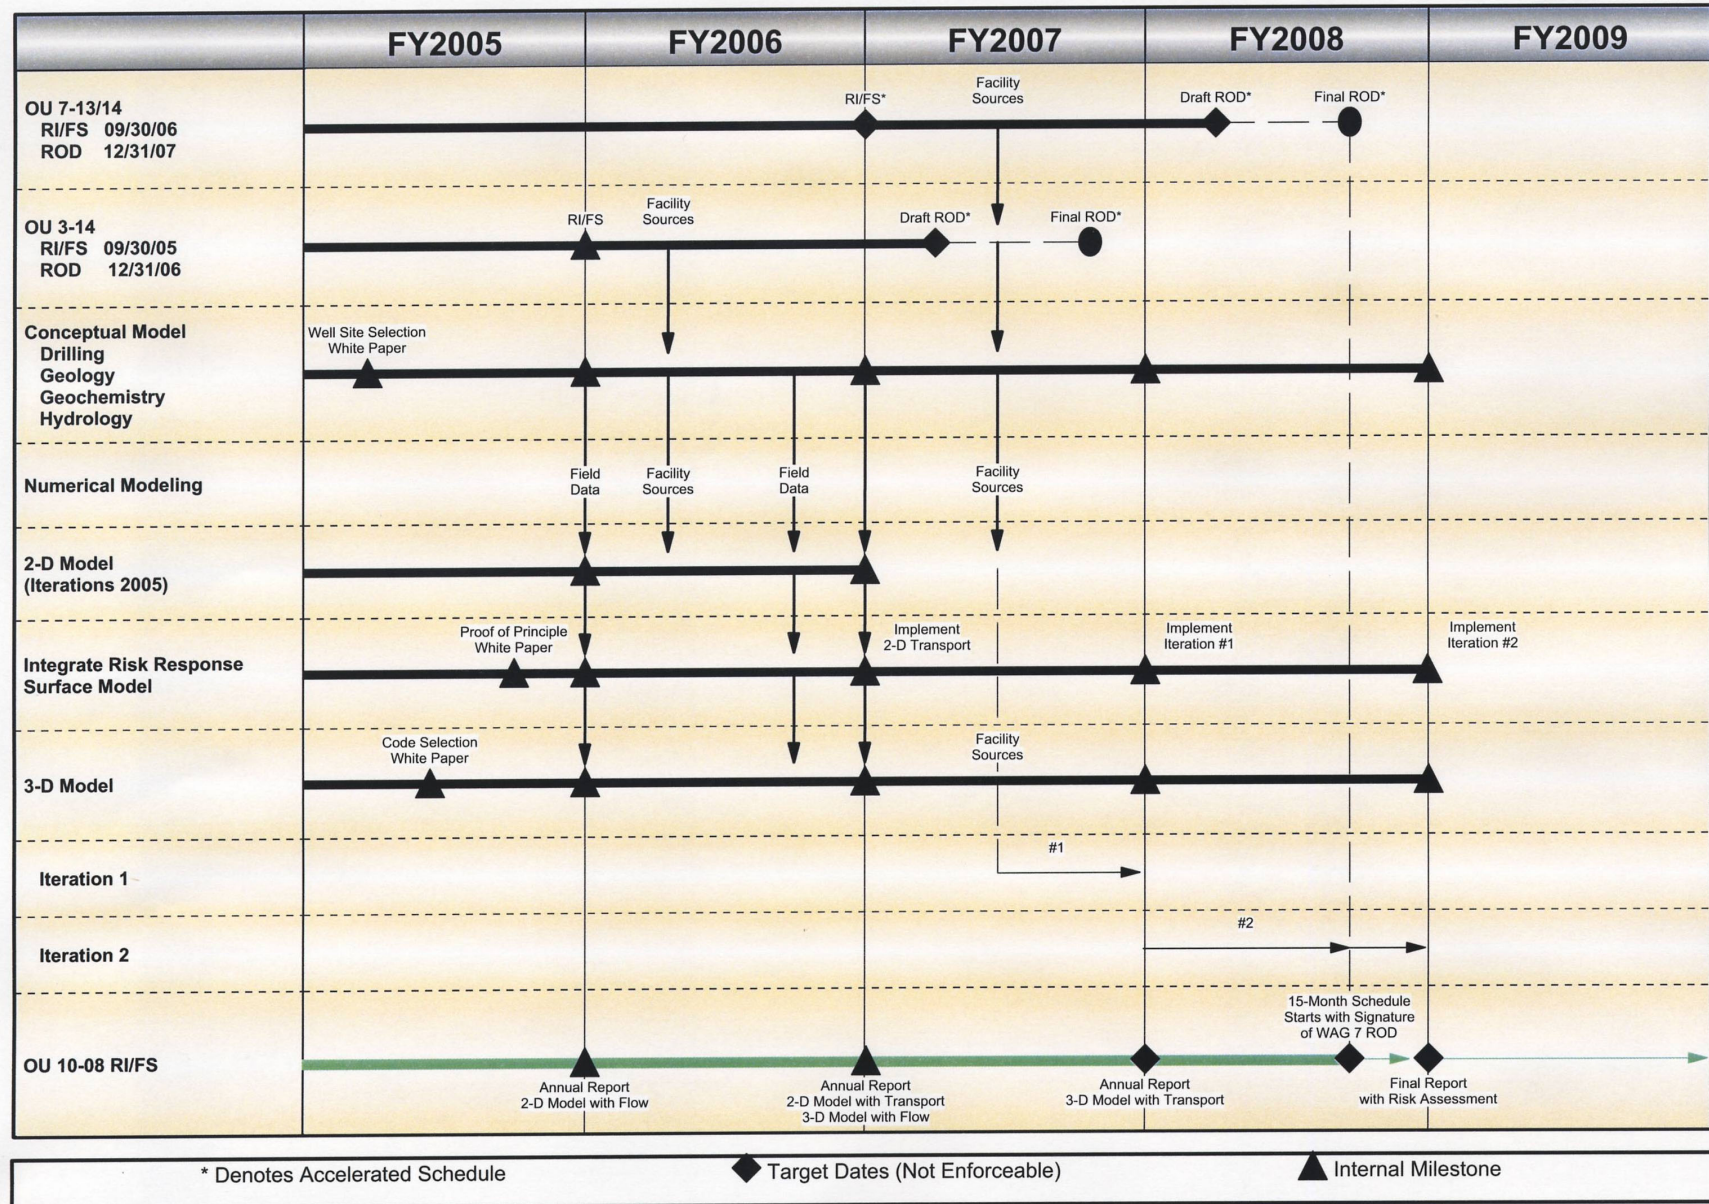 FY2005 FY2006 FY2007 FY2008 FY2009
OU 7-13/14
RI/FS 09/30/06
ROD 12/31/07
RI/FS*
Facility
Sources
Draft ROD*
Final ROD*
OU 3-14
RI/FS 09/30/05
ROD 12/31/06
RI/FS
Facility
Sources
Draft ROD*
Final ROD*
Conceptual Model
Drilling
Geology
Geochemistry
Hydrology
Well Site Selection
White Paper
Numerical Modeling
Field
Data
Facility
Sources
Field
Data
Facility
Sources
2-D Model
(Iterations 2005)
Integrate Risk Response
Surface Model
Proof of Principle
White Paper
Implement
2-D Transport
Implement
Iteration #1
Implement
Iteration #2
3-D Model
Code Selection
White Paper
Facility
Sources
Iteration 1
#1
Iteration 2
#2
OU 10-08 RI/FS
15-Month Schedule
Starts with Signature
of WAG 7 ROD
Annual Report
2-D Model with Flow
Annual Report
2-D Model with Transport
3-D Model with Flow
Annual Report
3-D Model with Transport
Final Report
with Risk Assessment
* Denotes Accelerated Schedule
Target Dates (Not Enforceable)
Internal Milestone